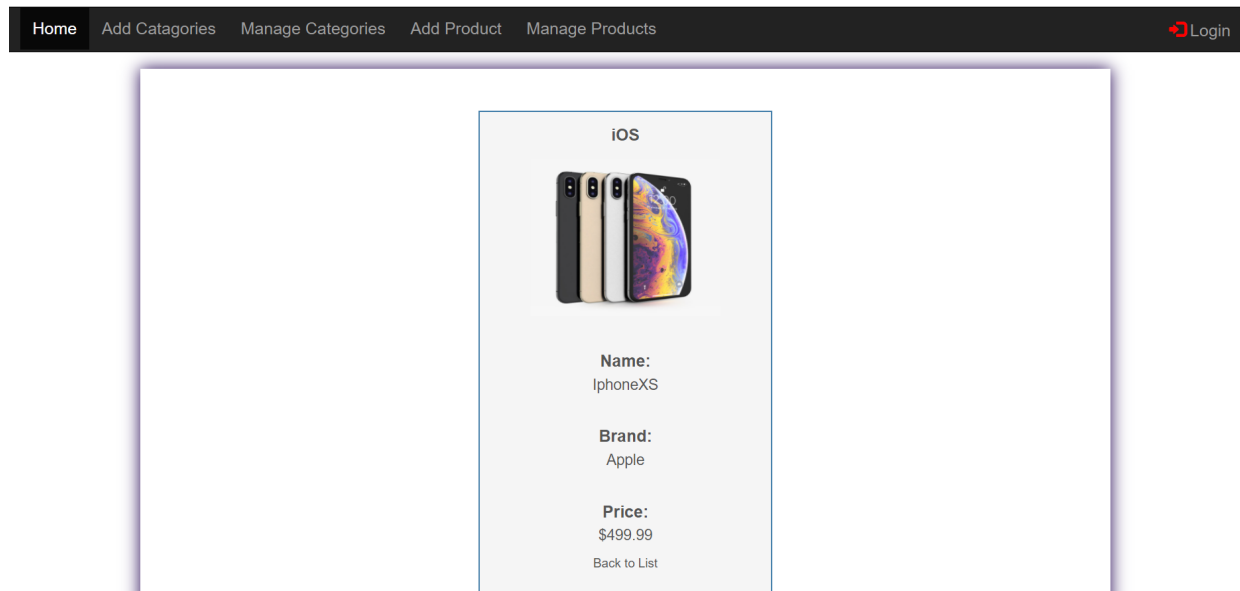 Home Add Catagories Manage Categories Add Product Manage Products Login
iOS
Name:
IphoneXS
Brand:
Apple
Price:
$499.99
Back to List